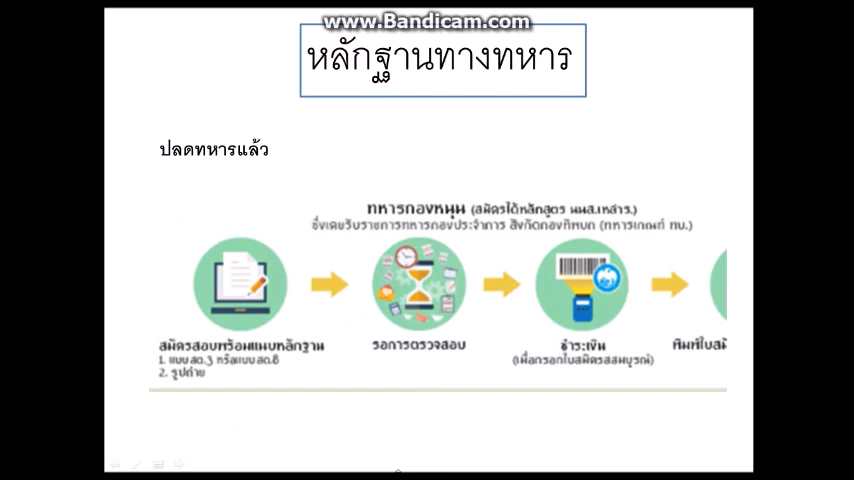 www.Bandicam.com
หลักฐานทางทหาร
ปลดทหารแล้ว
ทหารกองหนุน (สมัครได้หลักสูตร นนส.เหล่าร.)
ซึ่งเคยรับราชการทหารกองประจำการ สังกัดกองทัพบก (ทหารเกณฑ์ ทบ.)
สมัครสอบพร้อมแนบหลักฐาน
1. แบบ สด.3 หรือแบบ สด.8
2. รูปถ่าย
รอการตรวจสอบ
ชำระเงิน
(เมื่อกรอกใบสมัครสมบูรณ์)
พิมพ์ใบสมั